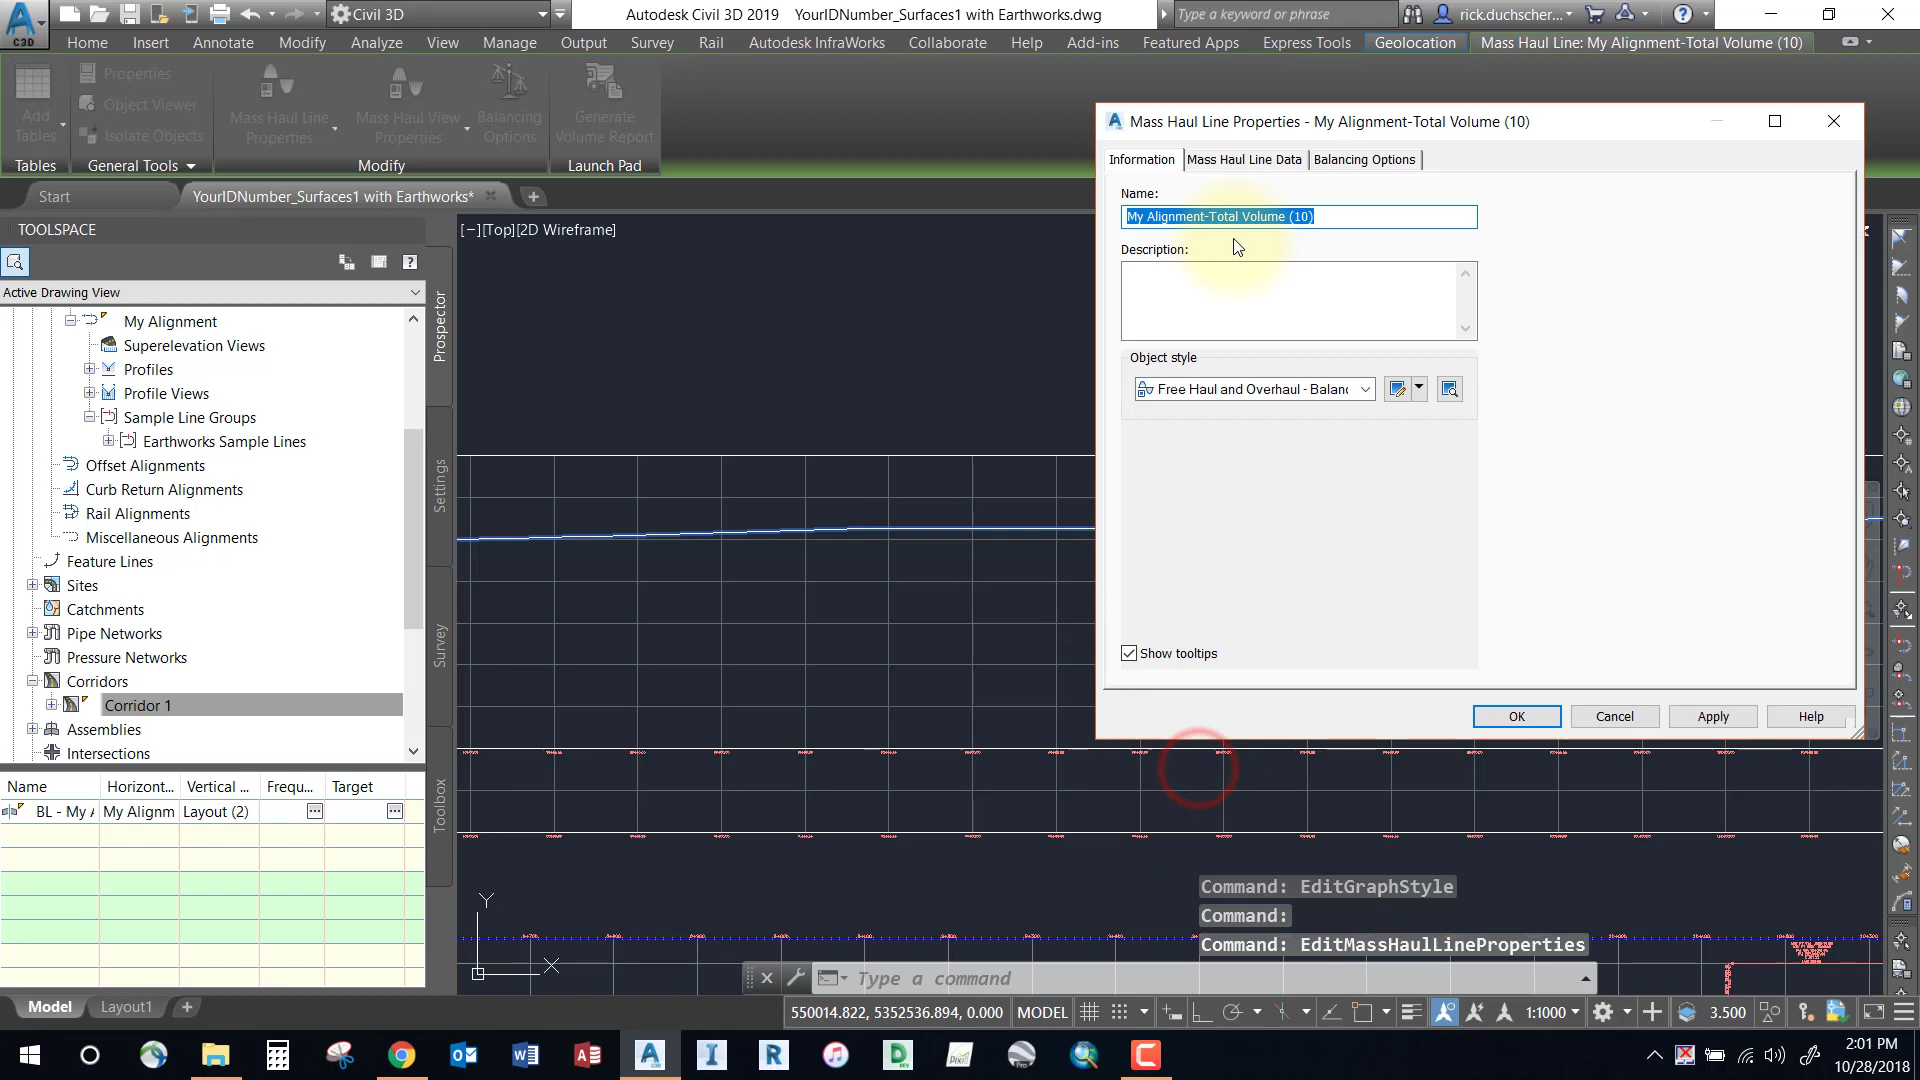 C3D
Civil 3D
Autodesk Civil 3D 2019 YourIDNumber_Surfaces1 with Earthworks.dwg
Type a keyword or phrase
rick.duchscher...
Home Insert Annotate Modify Analyze View Manage Output Survey Rail Autodesk InfraWorks Collaborate Help Add-ins Featured Apps Express Tools Geolocation Mass Haul Line: My Alignment-Total Volume (10)
Add Tables
Properties
Object Viewer
Isolate Objects
Mass Haul Line Properties
Mass Haul View Properties
Balancing Options
Generate Volume Report
Tables General Tools Modify Launch Pad
Start YourIDNumber_Surfaces1 with Earthworks*
TOOLSPACE
Active Drawing View
My Alignment
Superelevation Views
Profiles
Profile Views
Sample Line Groups
Earthworks Sample Lines
Offset Alignments
Curb Return Alignments
Rail Alignments
Miscellaneous Alignments
Feature Lines
Sites
Catchments
Pipe Networks
Pressure Networks
Corridors
Corridor 1
Assemblies
Intersections
Prospector
Settings
Survey
Toolbox
Name Horizont... Vertical ... Frequ... Target
BL - My A My Alignm Layout (2)
[−][Top][2D Wireframe]
Mass Haul Line Properties - My Alignment-Total Volume (10)
Information Mass Haul Line Data Balancing Options
Name:
My Alignment-Total Volume (10)
Description:
Object style
Free Haul and Overhaul - Balanc
Show tooltips
OK Cancel Apply Help
Y
X
Command: EditGraphStyle
Command:
Command: EditMassHaulLineProperties
Type a command
Model Layout1
550014.822, 5352536.894, 0.000 MODEL 1:1000 3.500
2:01 PM
10/28/2018